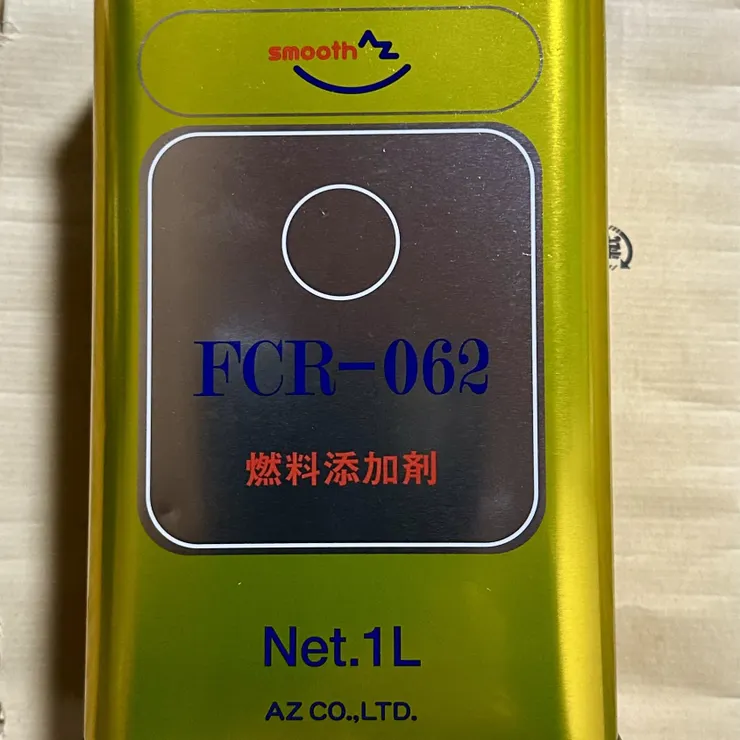 smooth AZ
FCR-062
燃料添加剤
Net.1L
AZ CO.,LTD.